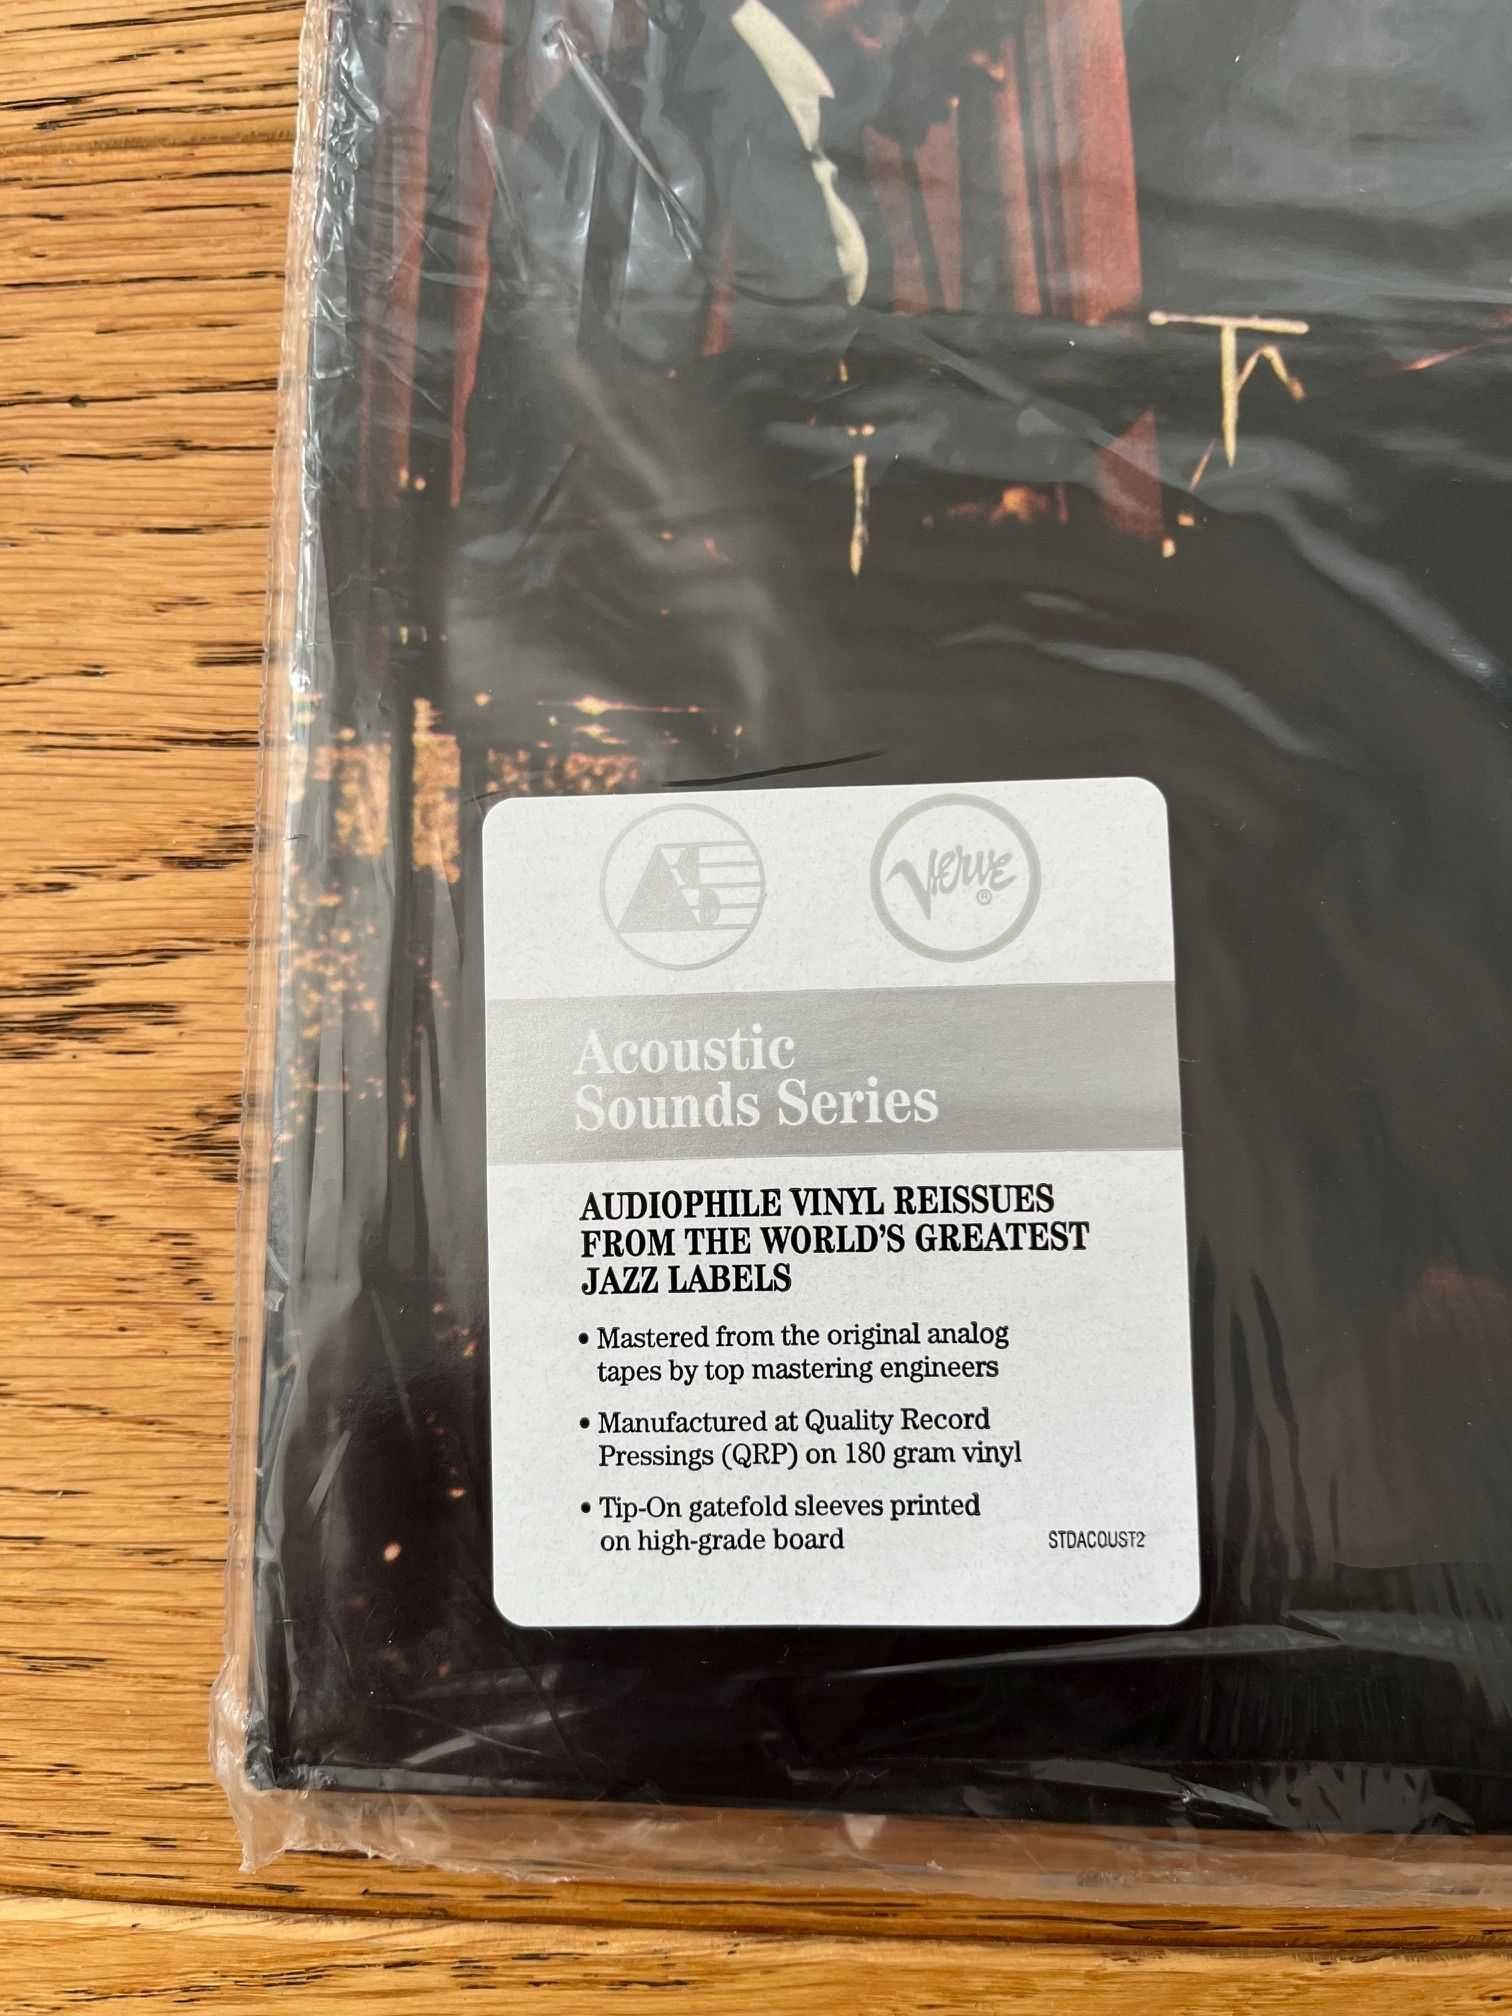 AS
Verve
®
Acoustic
Sounds Series
AUDIOPHILE VINYL REISSUES
FROM THE WORLD'S GREATEST
JAZZ LABELS
• Mastered from the original analog
tapes by top mastering engineers
• Manufactured at Quality Record
Pressings (QRP) on 180 gram vinyl
• Tip-On gatefold sleeves printed
on high-grade board
STDACOUST2